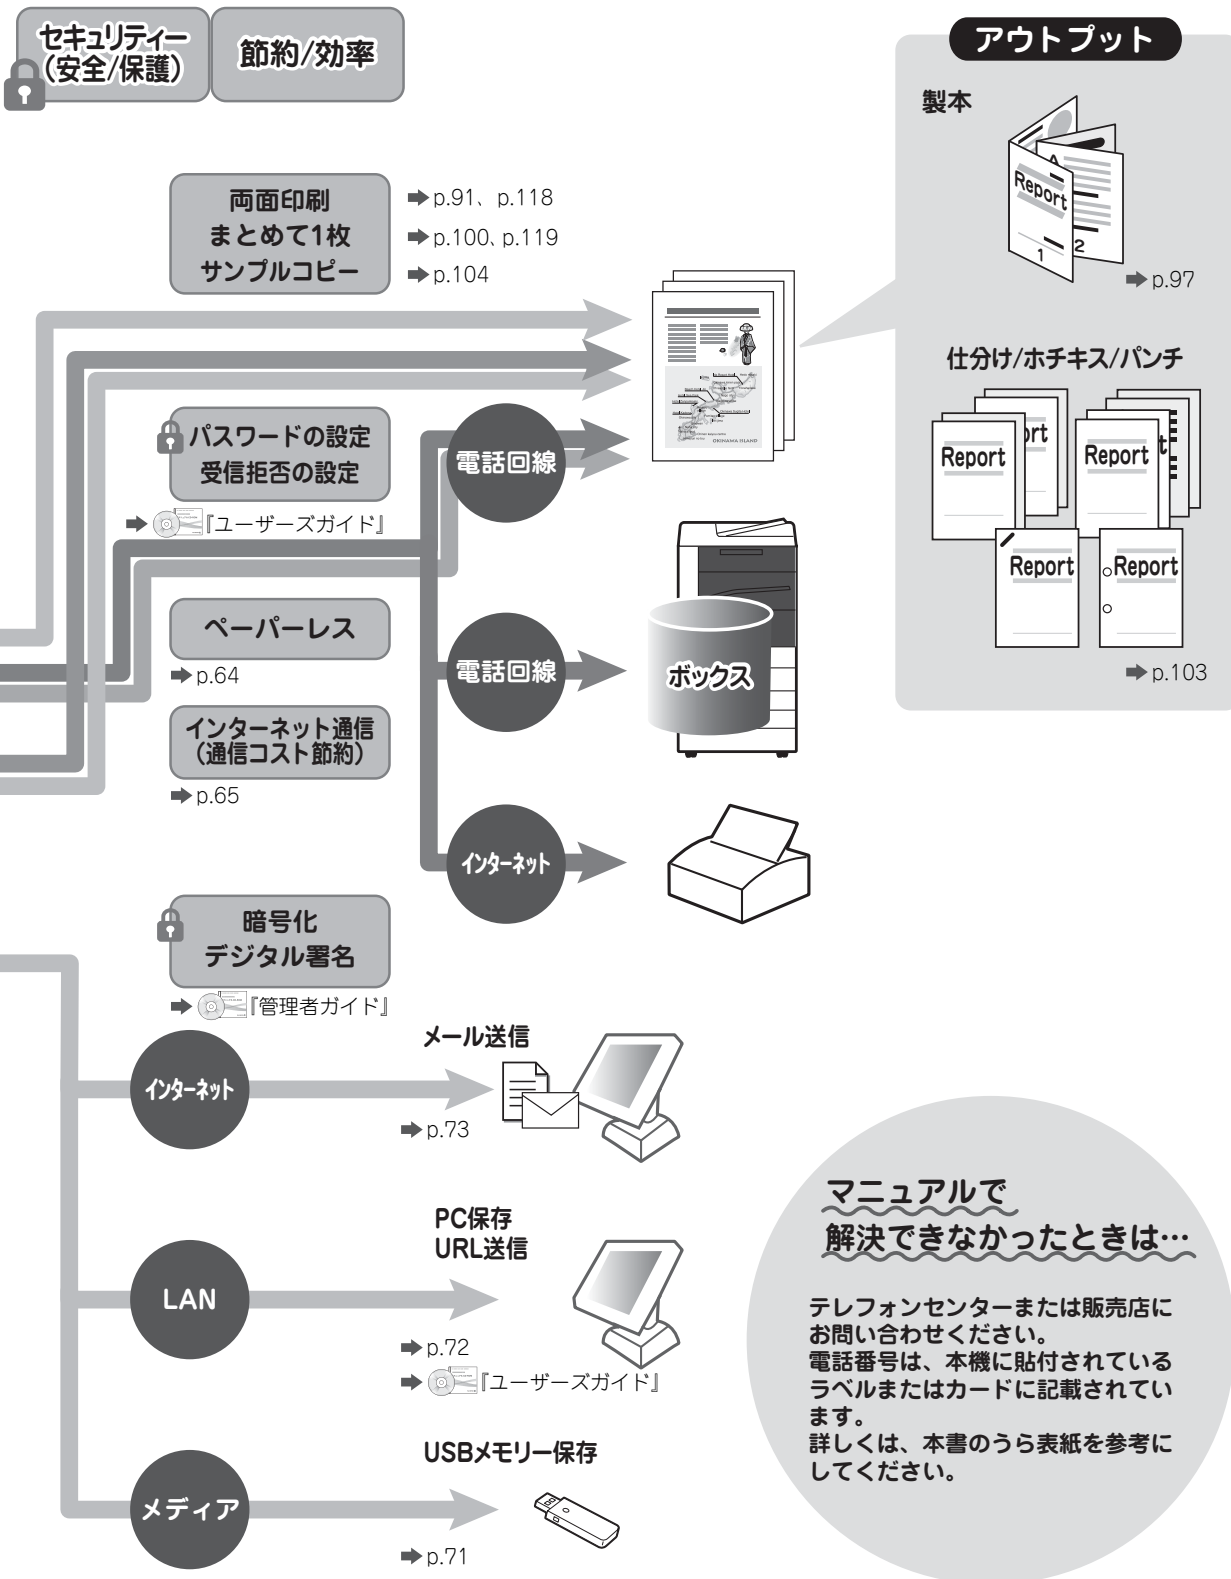 セキュリティー
(安全/保護)
節約/効率
アウトプット
製本
Report
1
A
2
➡ p.97
両面印刷
➡ p.91、p.118
まとめて1枚
➡ p.100、p.119
サンプルコピー
➡ p.104
OKINAWA ISLAND
仕分け/ホチキス/パンチ
Report
rt
Report
t
Report
Report
➡ p.103
パスワードの設定
受信拒否の設定
➡『ユーザーズガイド』
電話回線
ペーパーレス
➡ p.64
電話回線
ボックス
インターネット通信
(通信コスト節約)
➡ p.65
インターネット
暗号化
デジタル署名
➡『管理者ガイド』
インターネット
メール送信
➡ p.73
LAN
PC保存
URL送信
➡ p.72
➡『ユーザーズガイド』
メディア
USBメモリー保存
➡ p.71
マニュアルで
解決できなかったときは…
テレフォンセンターまたは販売店に
お問い合わせください。
電話番号は、本機に貼付されている
ラベルまたはカードに記載されてい
ます。
詳しくは、本書のうら表紙を参考に
してください。